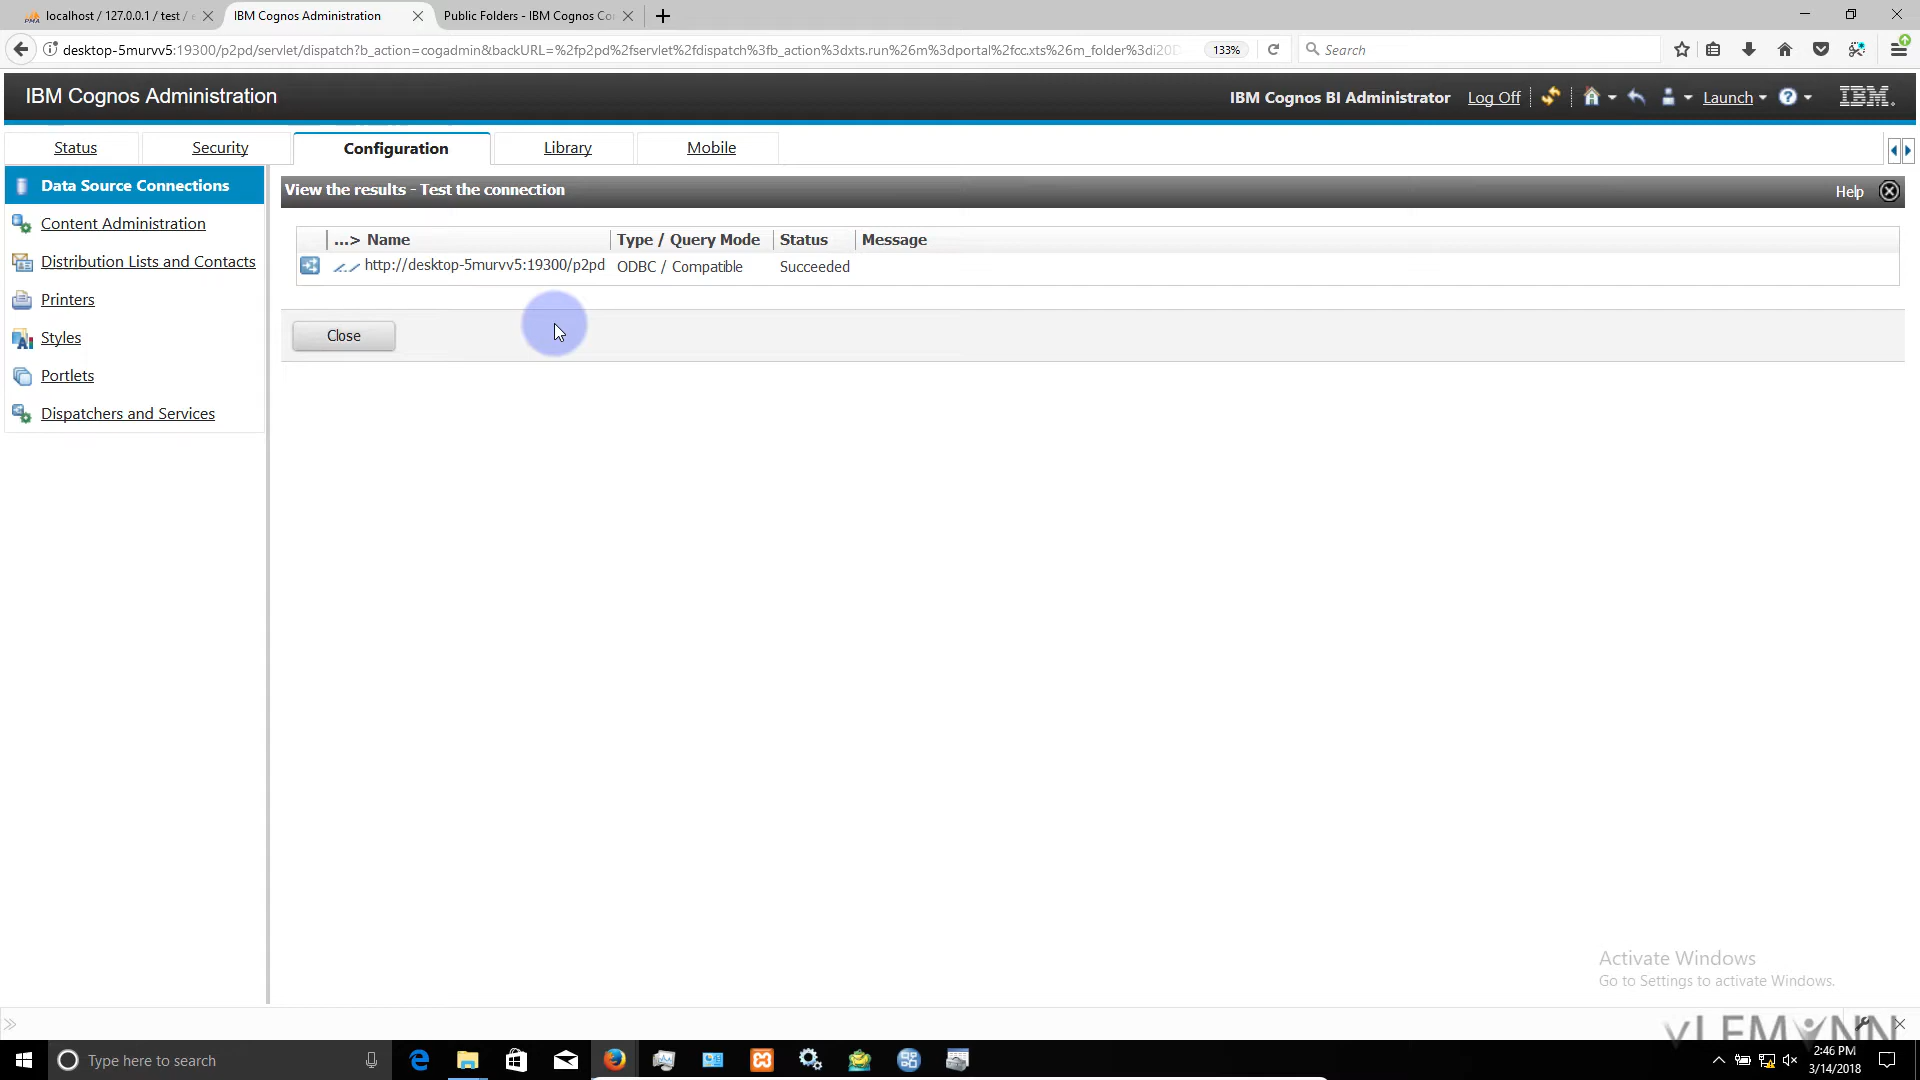 localhost / 127.0.0.1 / test /
IBM Cognos Administration
Public Folders - IBM Cognos Co
desktop-5murvv5:19300/p2pd/servlet/dispatch?b_action=cogadmin&backURL=%2fp2pd%2fservlet%2fdispatch%3fb_action%3dxts.run%26m%3dportal%2fcc.xts%26m_folder%3di20D
133%
Search
IBM Cognos Administration
IBM Cognos BI Administrator
Log Off
Launch
IBM
Status
Security
Configuration
Library
Mobile
Data Source Connections
Content Administration
Distribution Lists and Contacts
Printers
Styles
Portlets
Dispatchers and Services
View the results - Test the connection
Help
...> Name
Type / Query Mode
Status
Message
http://desktop-5murvv5:19300/p2pd
ODBC / Compatible
Succeeded
Close
Activate Windows
Go to Settings to activate Windows.
Type here to search
2:46 PM
3/14/2018